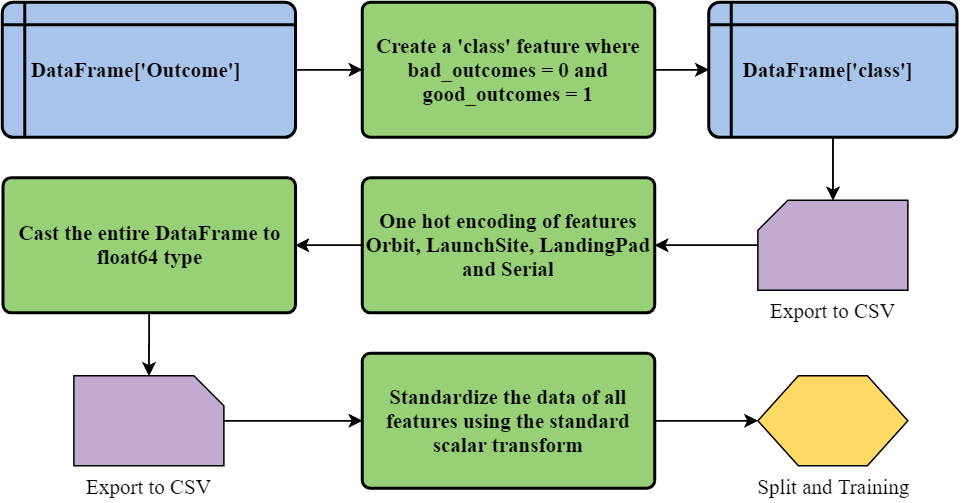 DataFrame['Outcome']
Create a 'class' feature where
bad_outcomes = 0 and
good_outcomes = 1
DataFrame['class']
Cast the entire DataFrame to
float64 type
One hot encoding of features
Orbit, LaunchSite, LandingPad
and Serial
Export to CSV
Export to CSV
Standardize the data of all
features using the standard
scalar transform
Split and Training